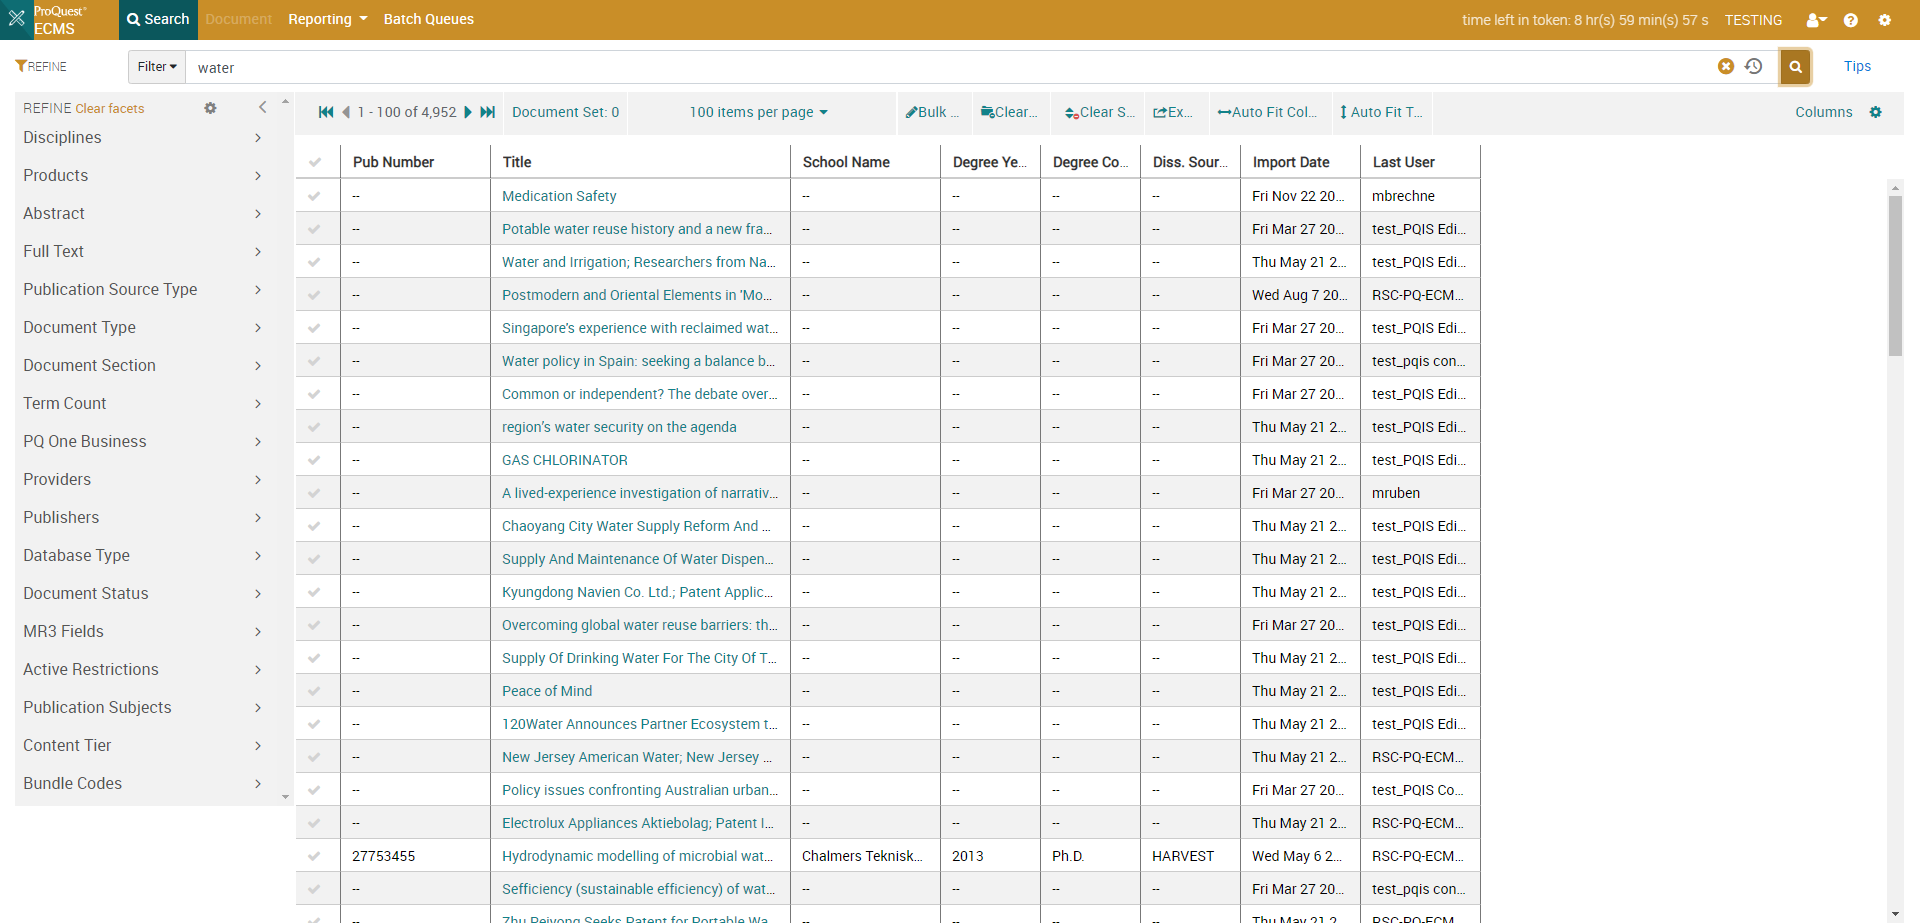 ProQuest®
ECMS
Search
Document
Reporting
Batch Queues
time left in token: 8 hr(s) 59 min(s) 57 s
TESTING
REFINE
Filter
water
Tips
REFINE Clear facets
Disciplines
Products
Abstract
Full Text
Publication Source Type
Document Type
Document Section
Term Count
PQ One Business
Providers
Publishers
Database Type
Document Status
MR3 Fields
Active Restrictions
Publication Subjects
Content Tier
Bundle Codes
1 - 100 of 4,952
Document Set: 0
100 items per page
Bulk ...
Clear...
Clear S...
Ex...
Auto Fit Col...
Auto Fit T...
Columns
Pub Number Title School Name Degree Ye... Degree Co... Diss. Sour... Import Date Last User
-- Medication Safety -- -- -- -- Fri Nov 22 20... mbrechne
-- Potable water reuse history and a new fra... -- -- -- -- Fri Mar 27 20... test_PQIS Edi...
-- Water and Irrigation; Researchers from Na... -- -- -- -- Thu May 21 2... test_PQIS Edi...
-- Postmodern and Oriental Elements in 'Mo... -- -- -- -- Wed Aug 7 20... RSC-PQ-ECM...
-- Singapore's experience with reclaimed wat... -- -- -- -- Fri Mar 27 20... test_PQIS Edi...
-- Water policy in Spain: seeking a balance b... -- -- -- -- Fri Mar 27 20... test_pqis con...
-- Common or independent? The debate over... -- -- -- -- Fri Mar 27 20... test_PQIS Edi...
-- region's water security on the agenda -- -- -- -- Thu May 21 2... test_PQIS Edi...
-- GAS CHLORINATOR -- -- -- -- Thu May 21 2... test_PQIS Edi...
-- A lived-experience investigation of narrativ... -- -- -- -- Fri Mar 27 20... mruben
-- Chaoyang City Water Supply Reform And ... -- -- -- -- Thu May 21 2... test_PQIS Edi...
-- Supply And Maintenance Of Water Dispen... -- -- -- -- Thu May 21 2... test_PQIS Edi...
-- Kyungdong Navien Co. Ltd.; Patent Applic... -- -- -- -- Thu May 21 2... test_PQIS Edi...
-- Overcoming global water reuse barriers: th... -- -- -- -- Fri Mar 27 20... test_PQIS Edi...
-- Supply Of Drinking Water For The City Of T... -- -- -- -- Thu May 21 2... test_PQIS Edi...
-- Peace of Mind -- -- -- -- Thu May 21 2... test_PQIS Edi...
-- 120Water Announces Partner Ecosystem t... -- -- -- -- Thu May 21 2... test_PQIS Edi...
-- New Jersey American Water; New Jersey ... -- -- -- -- Thu May 21 2... RSC-PQ-ECM...
-- Policy issues confronting Australian urban... -- -- -- -- Fri Mar 27 20... test_PQIS Co...
-- Electrolux Appliances Aktiebolag; Patent I... -- -- -- -- Thu May 21 2... RSC-PQ-ECM...
27753455 Hydrodynamic modelling of microbial wat... Chalmers Teknisk... 2013 Ph.D. HARVEST Wed May 6 2... RSC-PQ-ECM...
-- Sefficiency (sustainable efficiency) of wat... -- -- -- -- Fri Mar 27 20... test_pqis con...
-- Zhu Peiyong Seeks Patent for Portable Wa... -- -- -- -- Thu May 21 2... RSC-PQ-ECM...